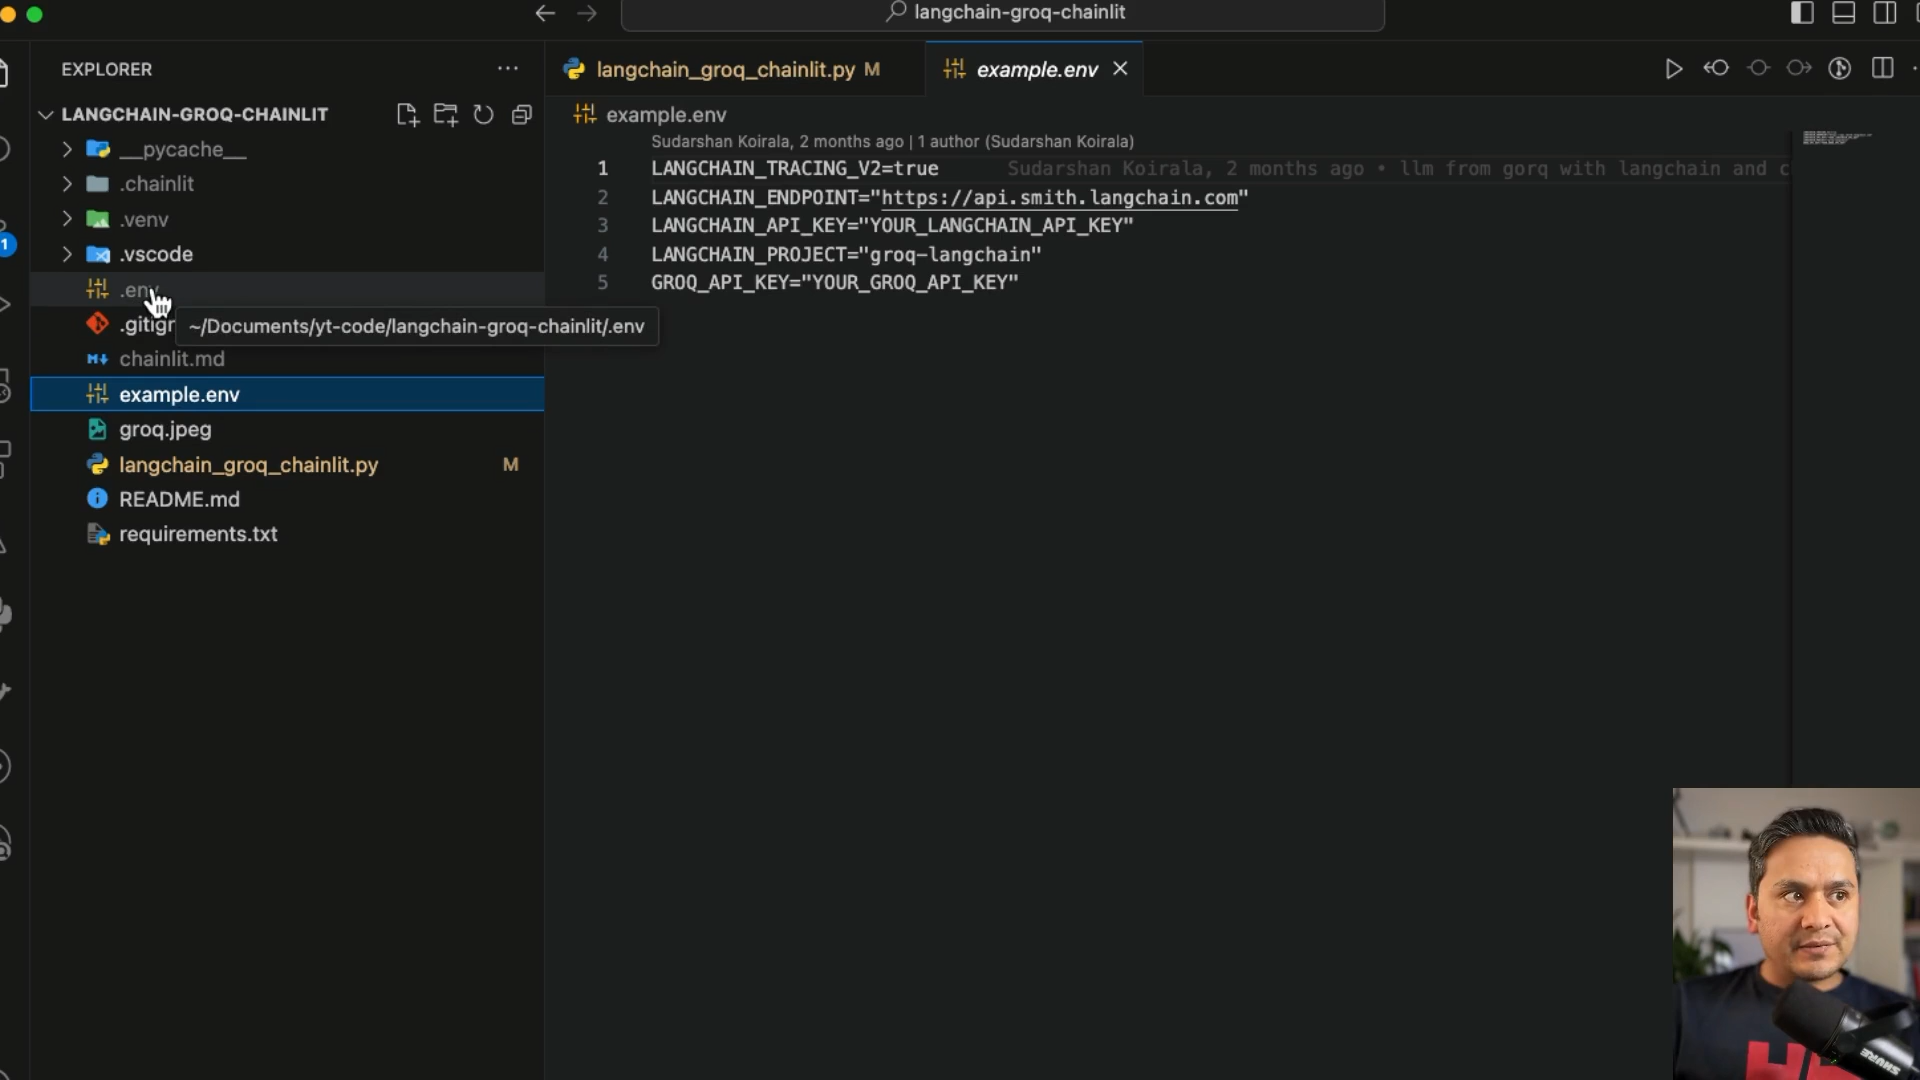 langchain-groq-chainlit
EXPLORER
langchain_groq_chainlit.py M
example.env
LANGCHAIN-GROQ-CHAINLIT
example.env
Sudarshan Koirala, 2 months ago | 1 author (Sudarshan Koirala)
__pycache__
1 LANGCHAIN_TRACING_V2=true Sudarshan Koirala, 2 months ago • llm from gorq with langchain and c
.chainlit
2 LANGCHAIN_ENDPOINT="https://api.smith.langchain.com"
.venv
3 LANGCHAIN_API_KEY="YOUR_LANGCHAIN_API_KEY"
1
.vscode
4 LANGCHAIN_PROJECT="groq-langchain"
.env
5 GROQ_API_KEY="YOUR_GROQ_API_KEY"
.gitigr
~/Documents/yt-code/langchain-groq-chainlit/.env
chainlit.md
example.env
groq.jpeg
langchain_groq_chainlit.py M
README.md
requirements.txt
SHURE